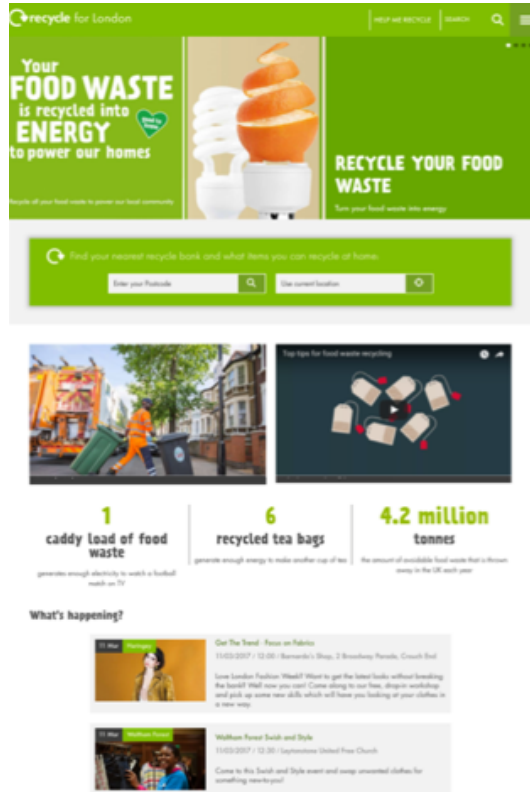 recycle for London
HELP ME RECYCLE
SEARCH
Your
FOOD WASTE
is recycled into
ENERGY
to power our homes
Recycle all your food waste to power our local community
RECYCLE YOUR FOOD
WASTE
Turn your food waste into energy
Find your nearest recycle bank and what items you can recycle at home.
Enter your Postcode
Use current location
Top tips for food waste recycling
1
caddy load of food
waste
generates enough electricity to watch a football
match on TV
6
recycled tea bags
generate enough energy to make another cup of tea
4.2 million
tonnes
the amount of avoidable food waste that is thrown
away in the UK each year
What's happening?
11 Mar
Haringey
Get The Trend - Focus on Fabrics
11/03/2017 / 12:00 / Barnardo's Shop, 2 Broadway Parade, Crouch End
Love London Fashion Week? Want to get the latest looks without breaking
the bank? Well now you can! Come along to our free, drop-in workshop
and pick up some new skills which will have you looking at your clothes in
a new way.
11 Mar
Waltham Forest
Waltham Forest Swish and Style
11/03/2017 / 12:30 / Leytonstone United Free Church
Come to this Swish and Style event and swap unwanted clothes for
something new-to-you!